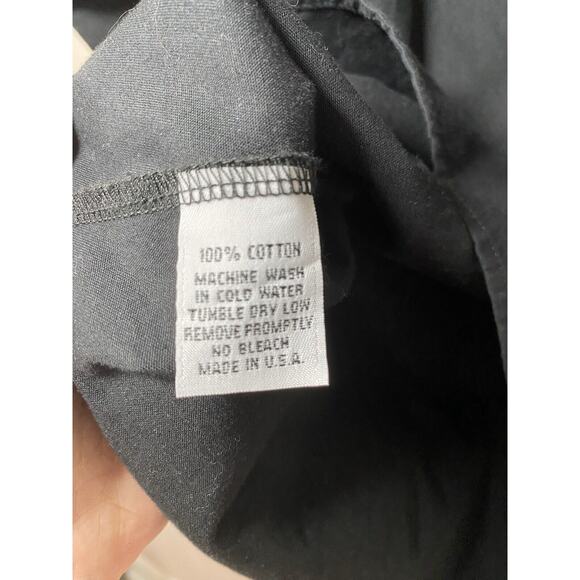 100% COTTON
MACHINE WASH
IN COLD WATER
TUMBLE DRY LOW
REMOVE PROMPTLY
NO BLEACH
MADE IN U.S.A.